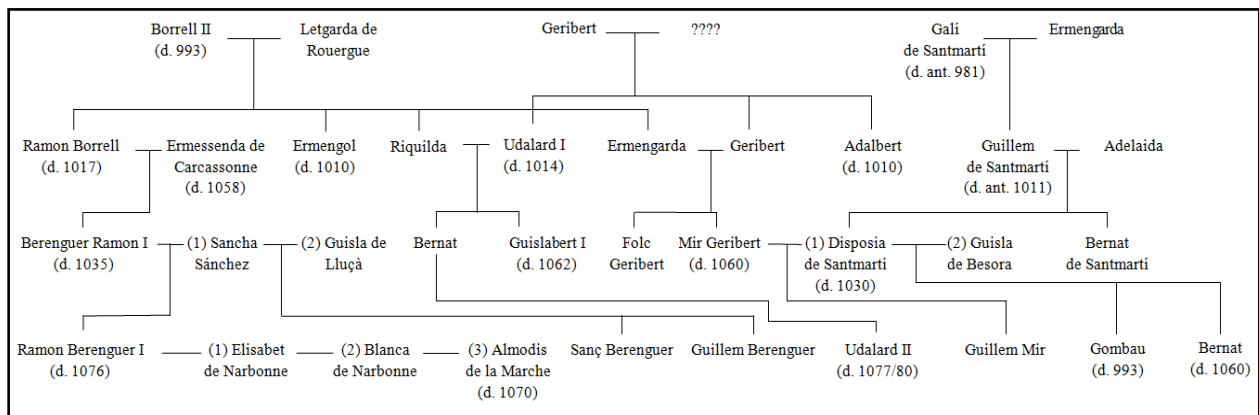 Borrell II
(d. 993)
Letgarda de
Rouergue
Geribert
????
Galí
de Santmartí
(d. ant. 981)
Ermengarda
Ramon Borrell
(d. 1017)
Ermessenda de
Carcassonne
(d. 1058)
Ermengol
(d. 1010)
Riquilda
Udalard I
(d. 1014)
Ermengarda
Geribert
Adalbert
(d. 1010)
Guillem
de Santmartí
(d. ant. 1011)
Adelaida
Berenguer Ramon I
(d. 1035)
(1) Sancha
Sánchez
(2) Guisla de
Lluçà
Bernat
Guislabert I
(d. 1062)
Folc
Geribert
Mir Geribert
(d. 1060)
(1) Disposia
de Santmartí
(d. 1030)
(2) Guisla
de Besora
Bernat
de Santmartí
Ramon Berenguer I
(d. 1076)
(1) Elisabet
de Narbonne
(2) Blanca
de Narbonne
(3) Almodis
de la Marche
(d. 1070)
Sanç Berenguer
Guillem Berenguer
Udalard II
(d. 1077/80)
Guillem Mir
Gombau
(d. 993)
Bernat
(d. 1060)